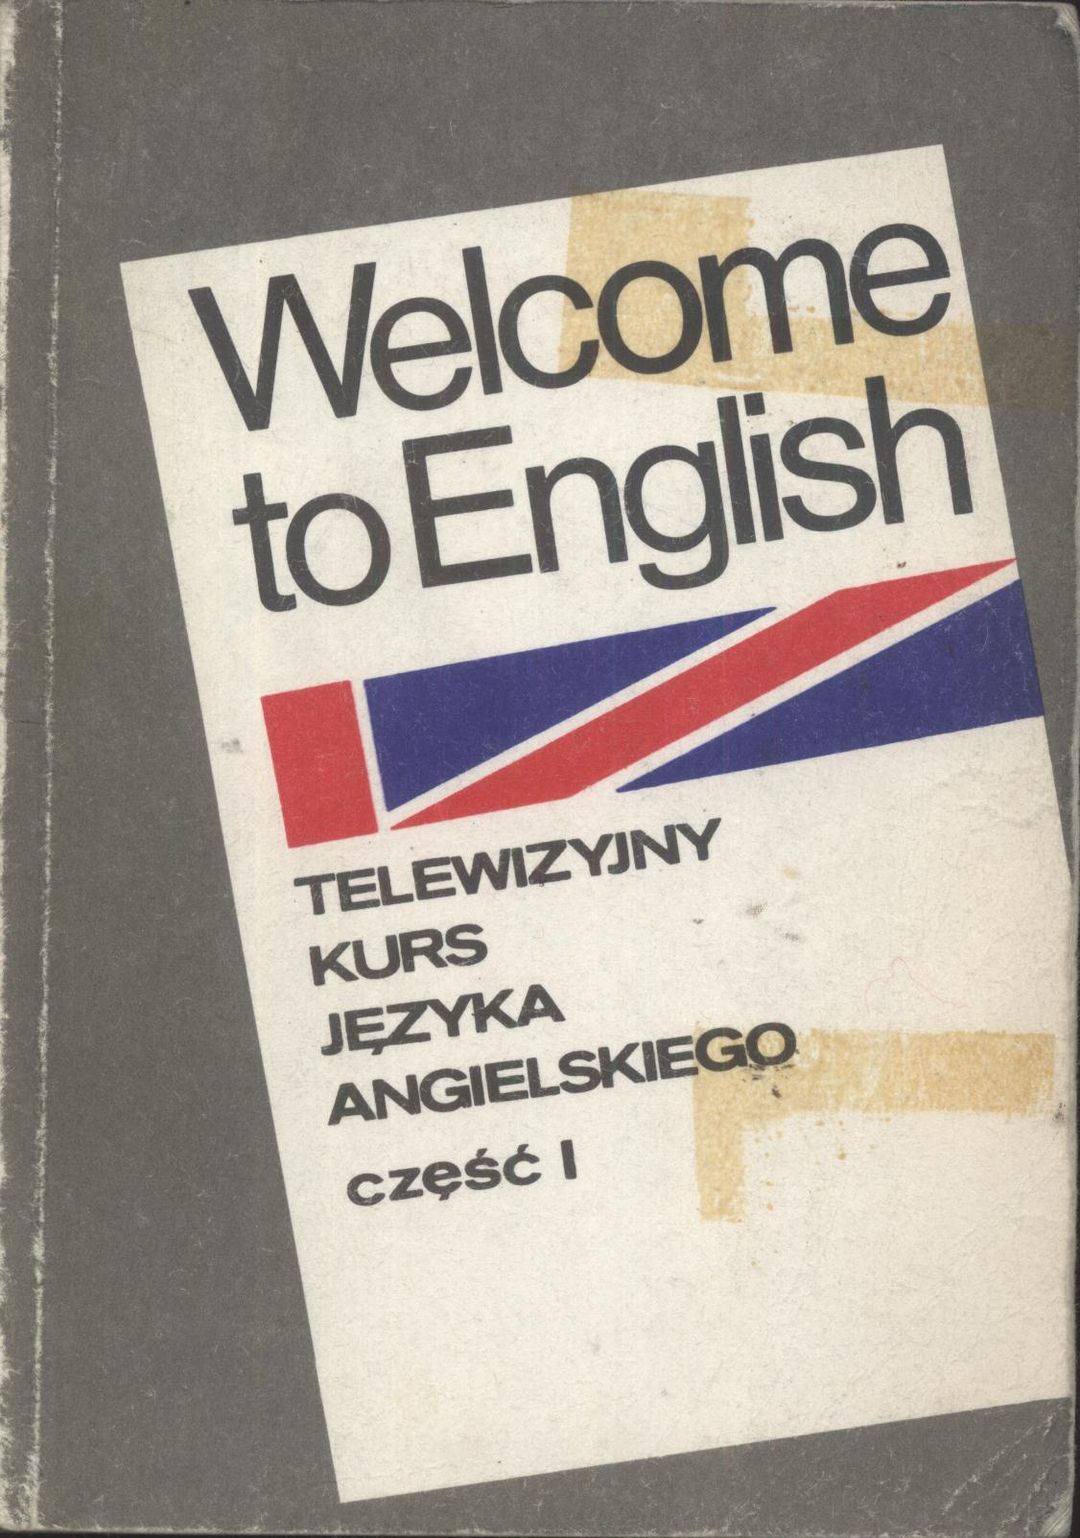 Welcome
to English
TELEWIZYJNY
KURS
JĘZYKA
ANGIELSKIEGO
część I